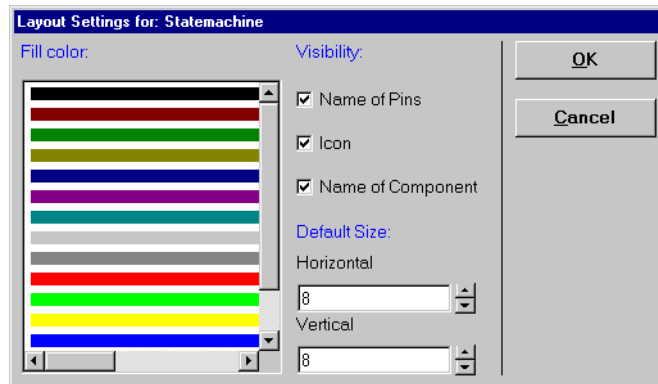 Layout Settings for: Statemachine
Fill color:
Visibility:
Name of Pins
Icon
Name of Component
Default Size:
Horizontal
8
Vertical
8
OK
Cancel